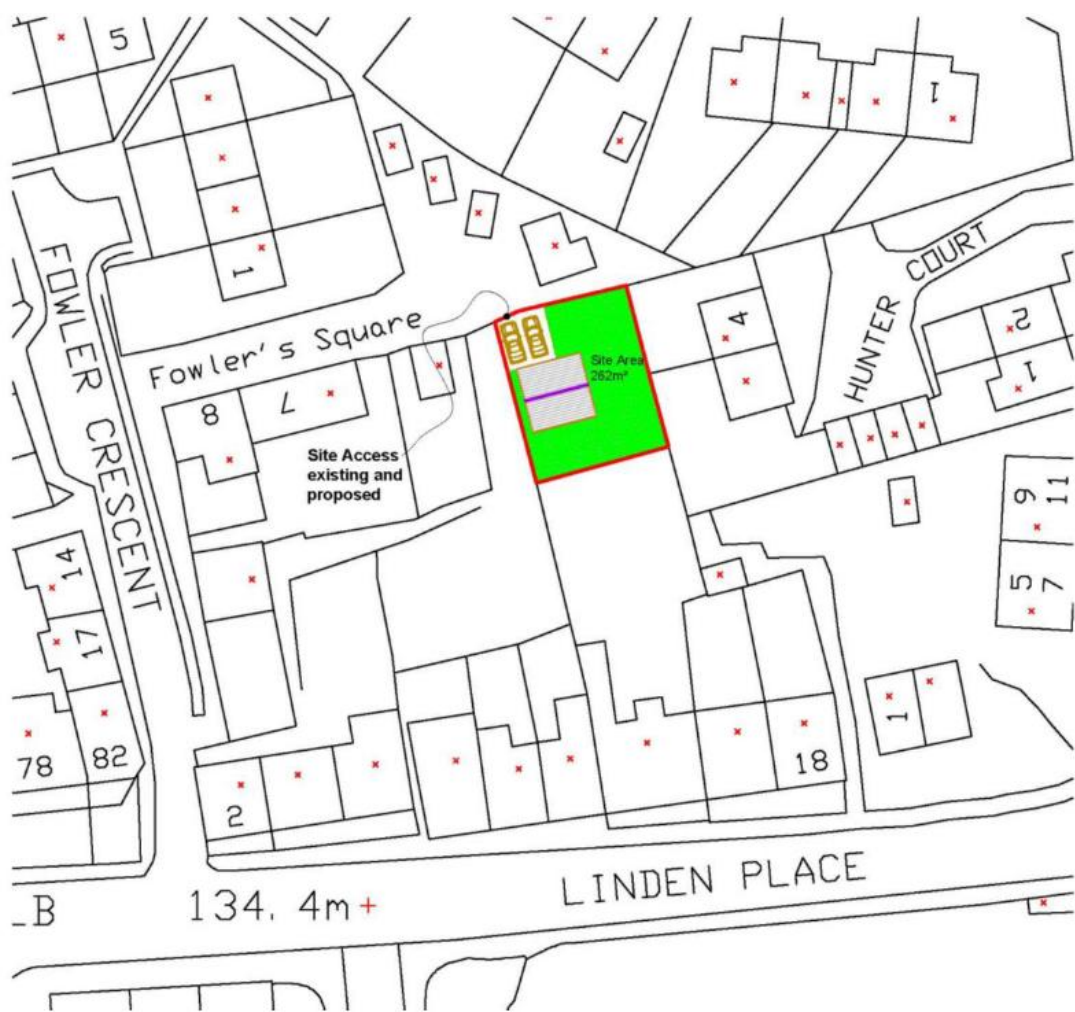 5
1
1
Fowler's Square
FOWLER CRESCENT
8
7
Site Area
262m²
Site Access
existing and
proposed
4
HUNTER COURT
2
1
9
11
5
7
14
17
78
82
2
18
1
LINDEN PLACE
_B
134. 4m